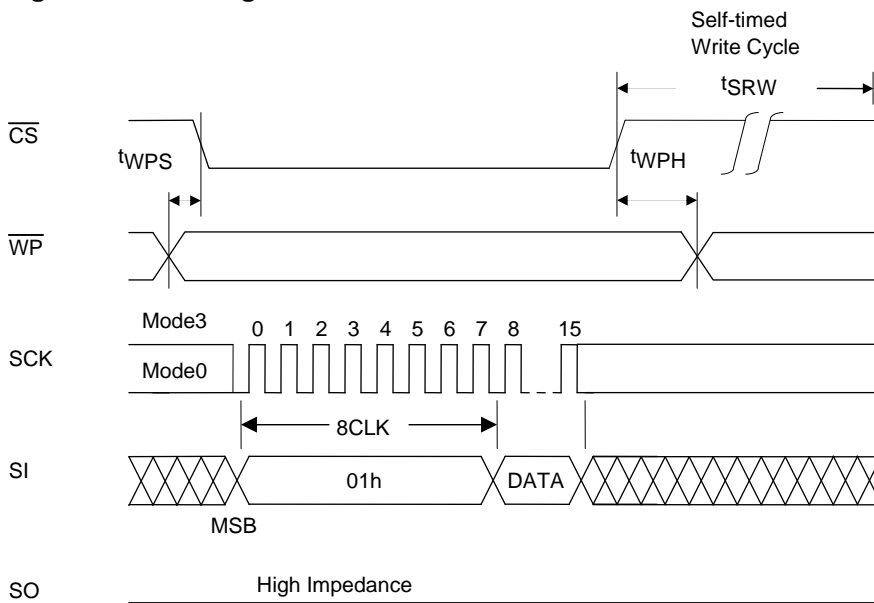 Self-timed
Write Cycle
tSRW
CS
tWPS
tWPH
WP
Mode3
0 1 2 3 4 5 6 7 8 15
SCK
Mode0
8CLK
SI
01h
DATA
MSB
SO
High Impedance